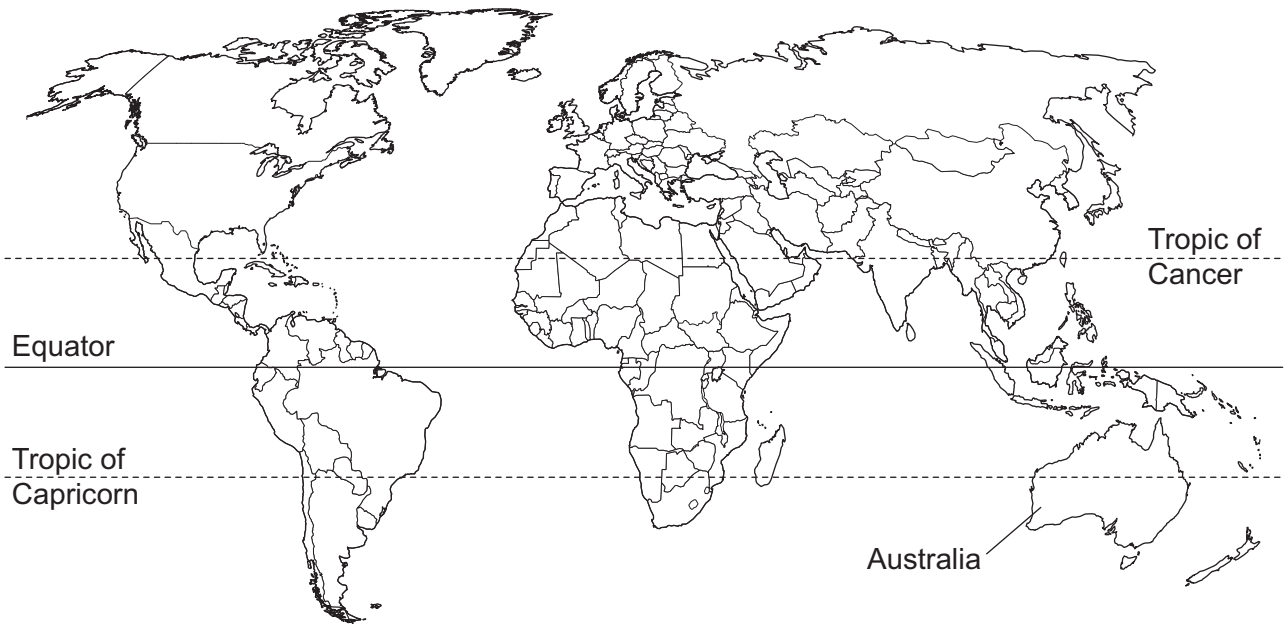 Tropic of
Cancer
Equator
Tropic of
Capricorn
Australia